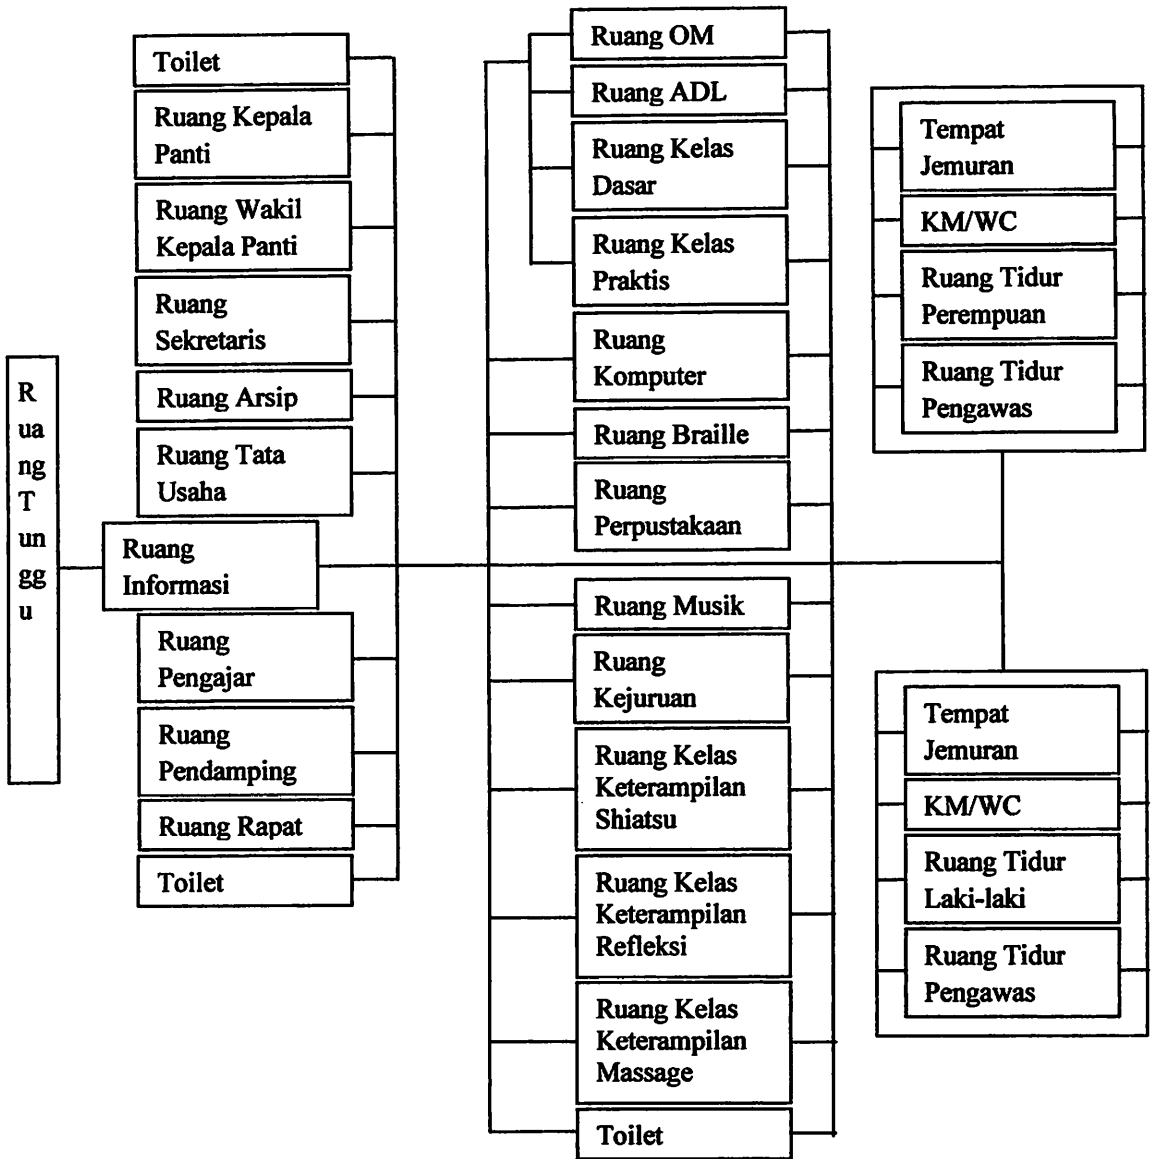 R
ua
ng
T
un
gg
u
Toilet
Ruang Kepala
Panti
Ruang Wakil
Kepala Panti
Ruang
Sekretaris
Ruang Arsip
Ruang Tata
Usaha
Ruang
Informasi
Ruang
Pengajar
Ruang
Pendamping
Ruang Rapat
Toilet
Ruang OM
Ruang ADL
Ruang Kelas
Dasar
Ruang Kelas
Praktis
Ruang
Komputer
Ruang Braille
Ruang
Perpustakaan
Ruang Musik
Ruang
Kejuruan
Ruang Kelas
Keterampilan
Shiatsu
Ruang Kelas
Keterampilan
Refleksi
Ruang Kelas
Keterampilan
Massage
Toilet
Tempat
Jemuran
KM/WC
Ruang Tidur
Perempuan
Ruang Tidur
Pengawas
Tempat
Jemuran
KM/WC
Ruang Tidur
Laki-laki
Ruang Tidur
Pengawas